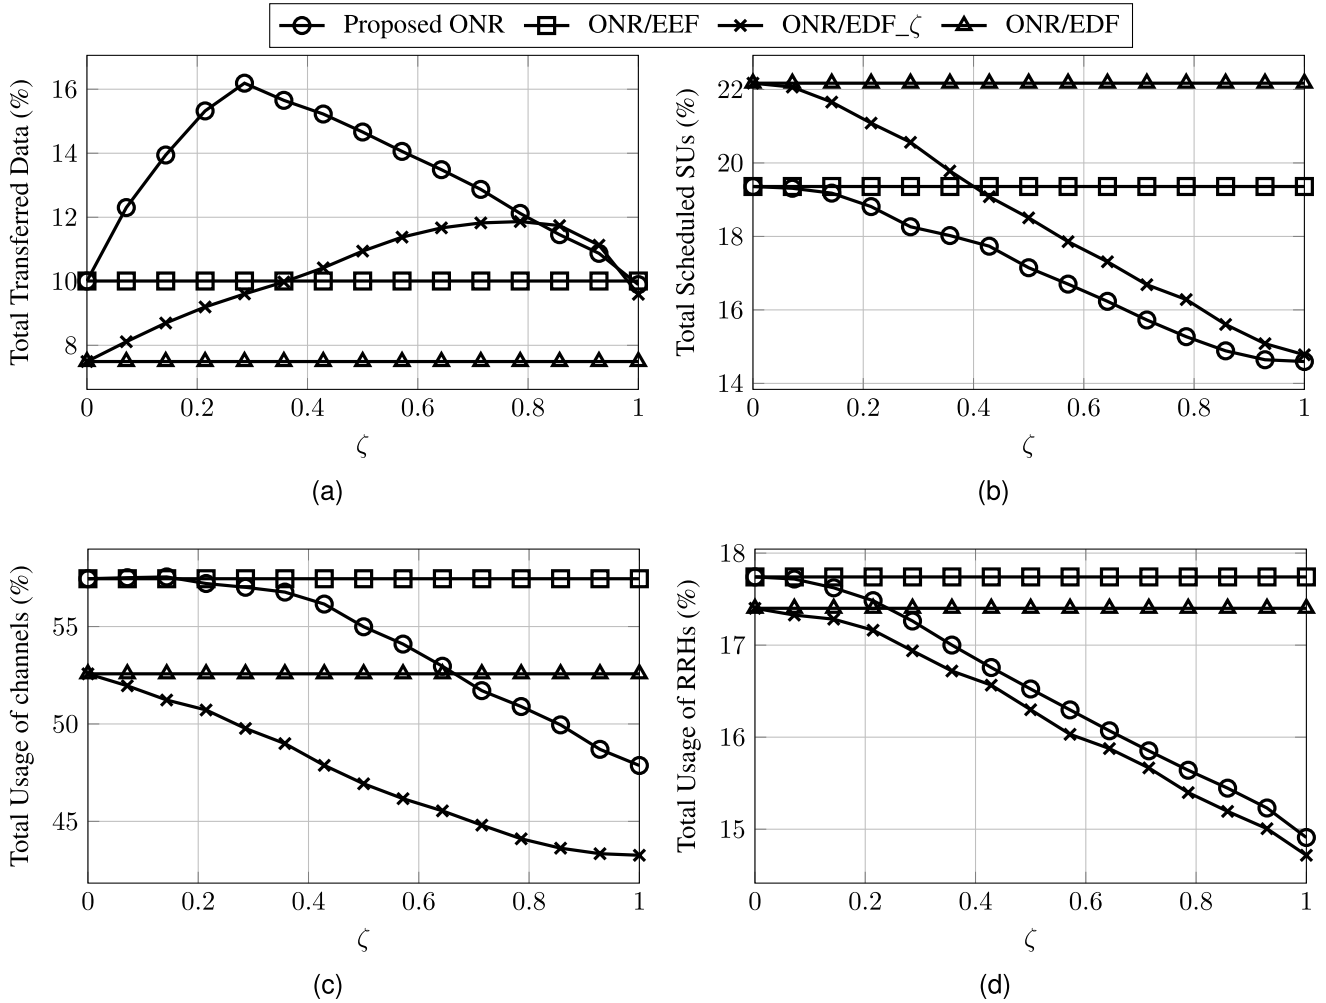 Proposed ONR ONR/EEF ONR/EDF_ζ ONR/EDF
Total Transferred Data (%)
16
14
12
10
8
0 0.2 0.4 0.6 0.8 1
ζ
(a)
Total Scheduled SUs (%)
22
20
18
16
14
0 0.2 0.4 0.6 0.8 1
ζ
(b)
Total Usage of channels (%)
55
50
45
0 0.2 0.4 0.6 0.8 1
ζ
(c)
Total Usage of RRHs (%)
18
17
16
15
0 0.2 0.4 0.6 0.8 1
ζ
(d)